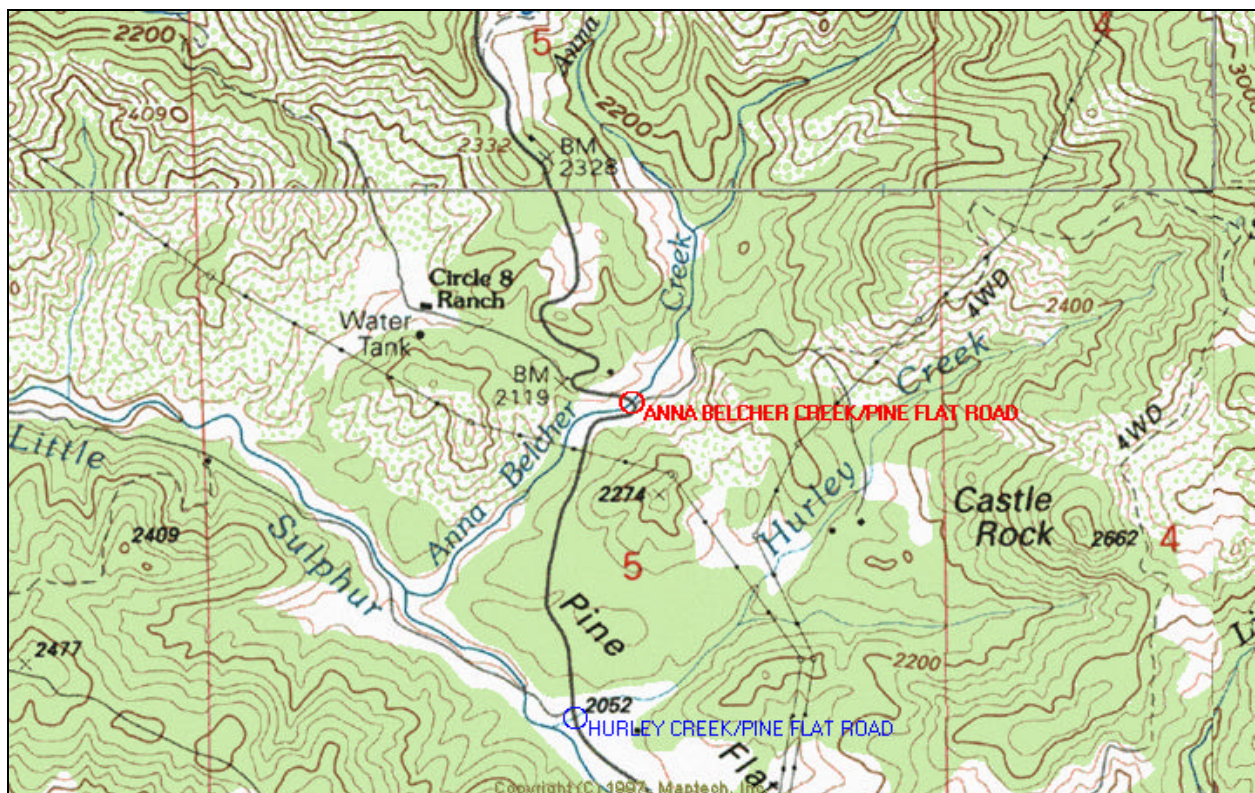 2200
5
Anna
4
2409
2332
BM
2328
2200
Creek
Circle 8
Ranch
Water
Tank
4WD
2400
BM
2119
ANNA BELCHER CREEK/PINE FLAT ROAD
Creek
Belcher
4WD
Little
2409
Anna
2274
Hurley
Castle
Rock
2662
4
Sulphur
5
Pine
2477
2200
2052
HURLEY CREEK/PINE FLAT ROAD
Fla
Copyright (C) 1997, Maptech, Inc.